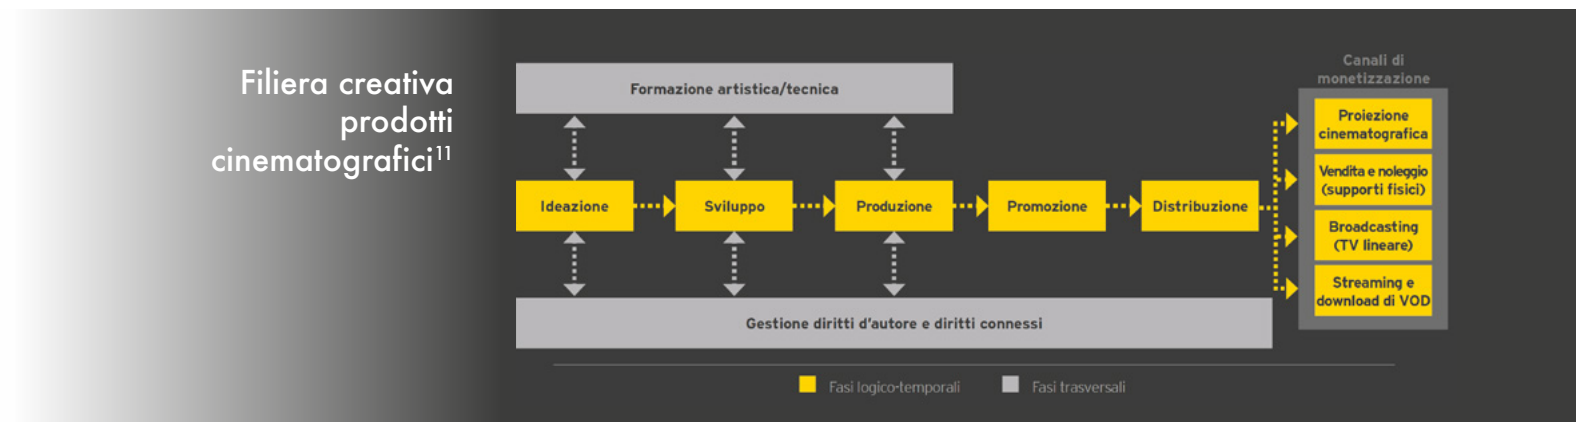 Filiera creativa
prodotti
cinematografici11
Formazione artistica/tecnica
Ideazione
Sviluppo
Produzione
Promozione
Distribuzione
Gestione diritti d'autore e diritti connessi
Canali di
monetizzazione
Proiezione
cinematografica
Vendita e noleggio
(supporti fisici)
Broadcasting
(TV lineare)
Streaming e
download di VOD
Fasi logico-temporali
Fasi trasversali